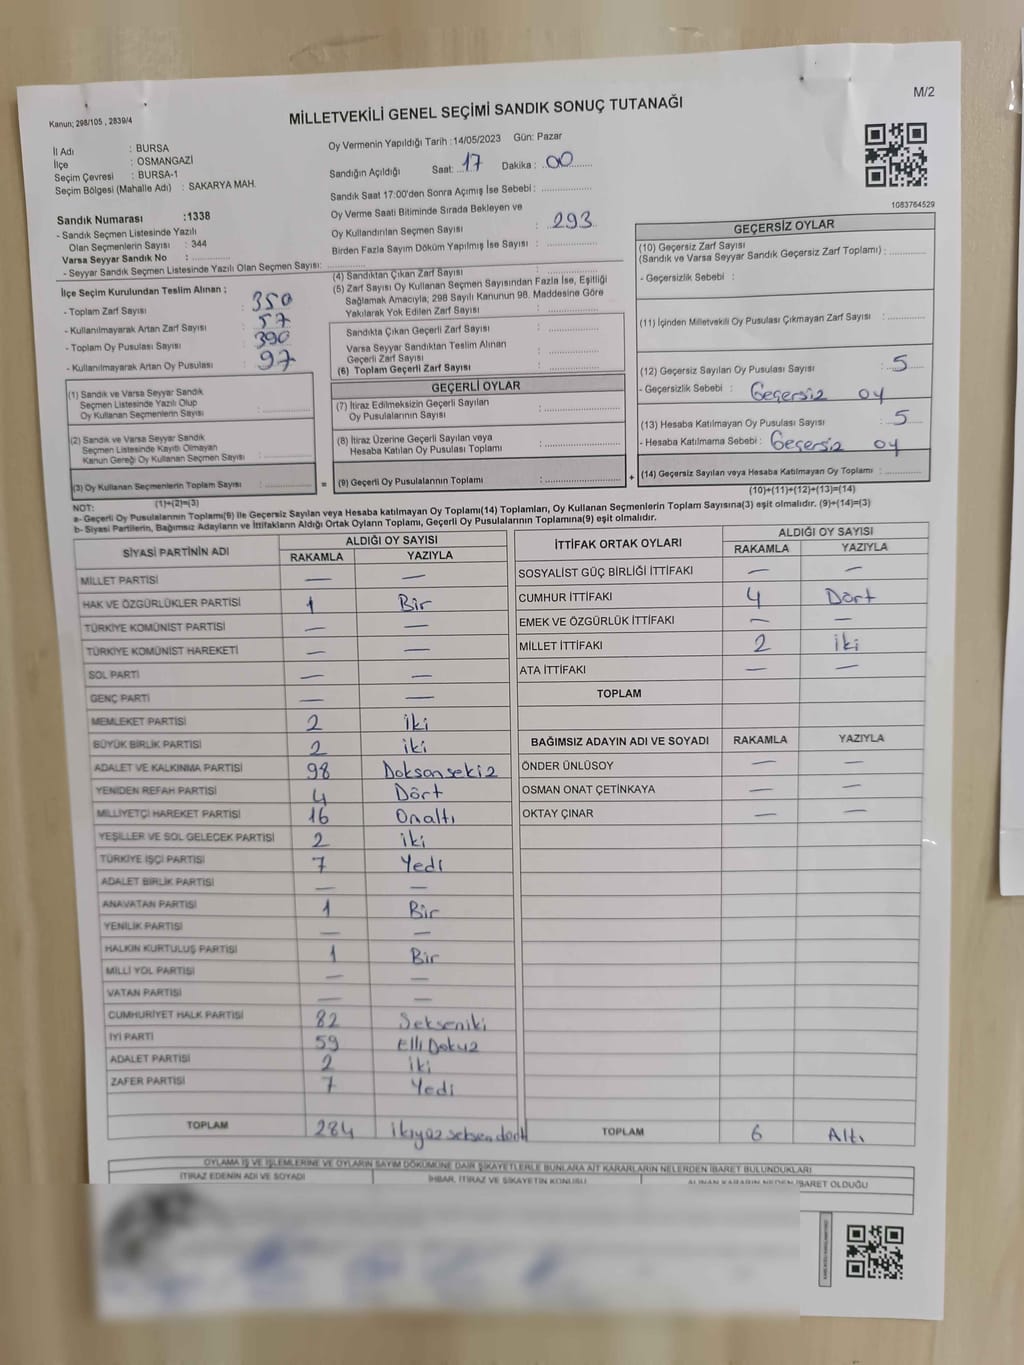 M/2
Kanun; 298/105 , 2839/4
MİLLETVEKİLİ GENEL SEÇİMİ SANDIK SONUÇ TUTANAĞI
İl Adı : BURSA
İlçe : OSMANGAZİ
Seçim Çevresi : BURSA-1
Seçim Bölgesi (Mahalle Adı) : SAKARYA MAH.
Oy Vermenin Yapıldığı Tarih :14/05/2023 Gün: Pazar
Sandığın Açıldığı Saat: 17 Dakika : 00
Sandık Saat 17:00'den Sonra Açımış İse Sebebi :
Oy Verme Saati Bitiminde Sırada Bekleyen ve
Oy Kullandırılan Seçmen Sayısı : 293
Birden Fazla Sayım Döküm Yapılmış İse Sayısı :
1083764529
Sandık Numarası :1338
- Sandık Seçmen Listesinde Yazılı
Olan Seçmenlerin Sayısı : 344
Varsa Seyyar Sandık No :
- Seyyar Sandık Seçmen Listesinde Yazılı Olan Seçmen Sayısı:
İlçe Seçim Kurulundan Teslim Alınan ;
- Toplam Zarf Sayısı : 350
- Kullanılmayarak Artan Zarf Sayısı : 57
- Toplam Oy Pusulası Sayısı : 390
- Kullanılmayarak Artan Oy Pusulası : 97
(1) Sandık ve Varsa Seyyar Sandık
Seçmen Listesinde Yazılı Olup
Oy Kullanan Seçmenlerin Sayısı :
(2) Sandık ve Varsa Seyyar Sandık
Seçmen Listesinde Kayıtlı Olmayan
Kanun Gereği Oy Kullanan Seçmen Sayısı :
(3) Oy Kullanan Seçmenlerin Toplam Sayısı :
(1)+(2)=(3)
(4) Sandıktan Çıkan Zarf Sayısı :
(5) Zarf Sayısı Oy Kullanan Seçmen Sayısından Fazla İse, Eşitliği
Sağlamak Amacıyla; 298 Sayılı Kanunun 98. Maddesine Göre
Yakılarak Yok Edilen Zarf Sayısı :
Sandıkta Çıkan Geçerli Zarf Sayısı :
Varsa Seyyar Sandıktan Teslim Alınan
Geçerli Zarf Sayısı :
(6) Toplam Geçerli Zarf Sayısı :
GEÇERLİ OYLAR
(7) İtiraz Edilmeksizin Geçerli Sayılan
Oy Pusulalarının Sayısı :
(8) İtiraz Üzerine Geçerli Sayılan veya
Hesaba Katılan Oy Pusulası Toplamı :
= (9) Geçerli Oy Pusulalarının Toplamı :
GEÇERSİZ OYLAR
(10) Geçersiz Zarf Sayısı
(Sandık ve Varsa Seyyar Sandık Geçersiz Zarf Toplamı) :
- Geçersizlik Sebebi :
(11) İçinden Milletvekili Oy Pusulası Çıkmayan Zarf Sayısı :
(12) Geçersiz Sayılan Oy Pusulası Sayısı : 5
- Geçersizlik Sebebi : Geçersiz oy
(13) Hesaba Katılmayan Oy Pusulası Sayısı : 5
- Hesaba Katılmama Sebebi : Geçersiz oy
+ (14) Geçersiz Sayılan veya Hesaba Katılmayan Oy Toplamı :
(10)+(11)+(12)+(13)=(14)
NOT:
a- Geçerli Oy Pusulalarının Toplamı(9) ile Geçersiz Sayılan veya Hesaba katılmayan Oy Toplamı(14) Toplamları, Oy Kullanan Seçmenlerin Toplam Sayısına(3) eşit olmalıdır. (9)+(14)=(3)
b- Siyasi Partilerin, Bağımsız Adayların ve İttifakların Aldığı Ortak Oyların Toplamı, Geçerli Oy Pusulalarının Toplamına(9) eşit olmalıdır.
SİYASİ PARTİNİN ADI ALDIĞI OY SAYISI
RAKAMLA YAZIYLA
MİLLET PARTİSİ — —
HAK VE ÖZGÜRLÜKLER PARTİSİ 1 Bir
TÜRKİYE KOMÜNİST PARTİSİ — —
TÜRKİYE KOMÜNİST HAREKETİ — —
SOL PARTİ — —
GENÇ PARTİ — —
MEMLEKET PARTİSİ 2 iki
BÜYÜK BİRLİK PARTİSİ 2 iki
ADALET VE KALKINMA PARTİSİ 98 Doksansekiz
YENİDEN REFAH PARTİSİ 4 Dört
MİLLİYETÇİ HAREKET PARTİSİ 16 Onaltı
YEŞİLLER VE SOL GELECEK PARTİSİ 2 iki
TÜRKİYE İŞÇİ PARTİSİ 7 Yedi
ADALET BİRLİK PARTİSİ — —
ANAVATAN PARTİSİ 1 Bir
YENİLİK PARTİSİ — —
HALKIN KURTULUŞ PARTİSİ 1 Bir
MİLLİ YOL PARTİSİ — —
VATAN PARTİSİ — —
CUMHURİYET HALK PARTİSİ 82 Sekseniki
İYİ PARTİ 59 Elli Dokuz
ADALET PARTİSİ 2 iki
ZAFER PARTİSİ 7 Yedi
TOPLAM 284 ikiyüz seksen dört
İTTİFAK ORTAK OYLARI ALDIĞI OY SAYISI
RAKAMLA YAZIYLA
SOSYALİST GÜÇ BİRLİĞİ İTTİFAKI — —
CUMHUR İTTİFAKI 4 Dört
EMEK VE ÖZGÜRLÜK İTTİFAKI — —
MİLLET İTTİFAKI 2 iki
ATA İTTİFAKI — —
TOPLAM
BAĞIMSIZ ADAYIN ADI VE SOYADI RAKAMLA YAZIYLA
ÖNDER ÜNLÜSOY — —
OSMAN ONAT ÇETİNKAYA — —
OKTAY ÇINAR — —
TOPLAM 6 Altı
OYLAMA İŞ VE İŞLEMLERİNE VE OYLARIN SAYIM DÖKÜMÜNE DAİR ŞİKAYETLERLE BUNLARA AİT KARARLARIN NELERDEN İBARET BULUNDUKLARI
İTİRAZ EDENİN ADI VE SOYADI İHBAR, İTİRAZ VE ŞİKAYETİN KONUSU ALINAN KARARIN NEDEN İBARET OLDUĞU